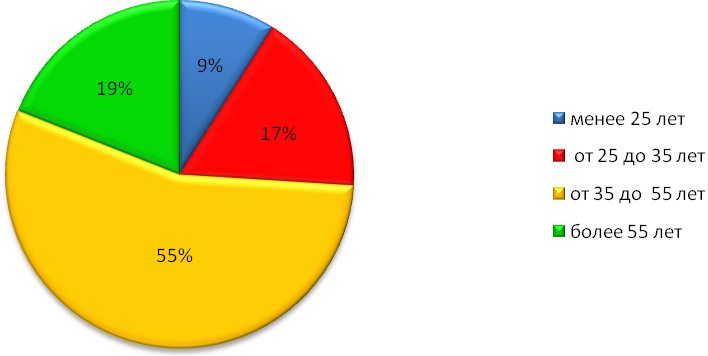 9%
19%
17%
55%
менее 25 лет
от 25 до 35 лет
от 35 до 55 лет
более 55 лет